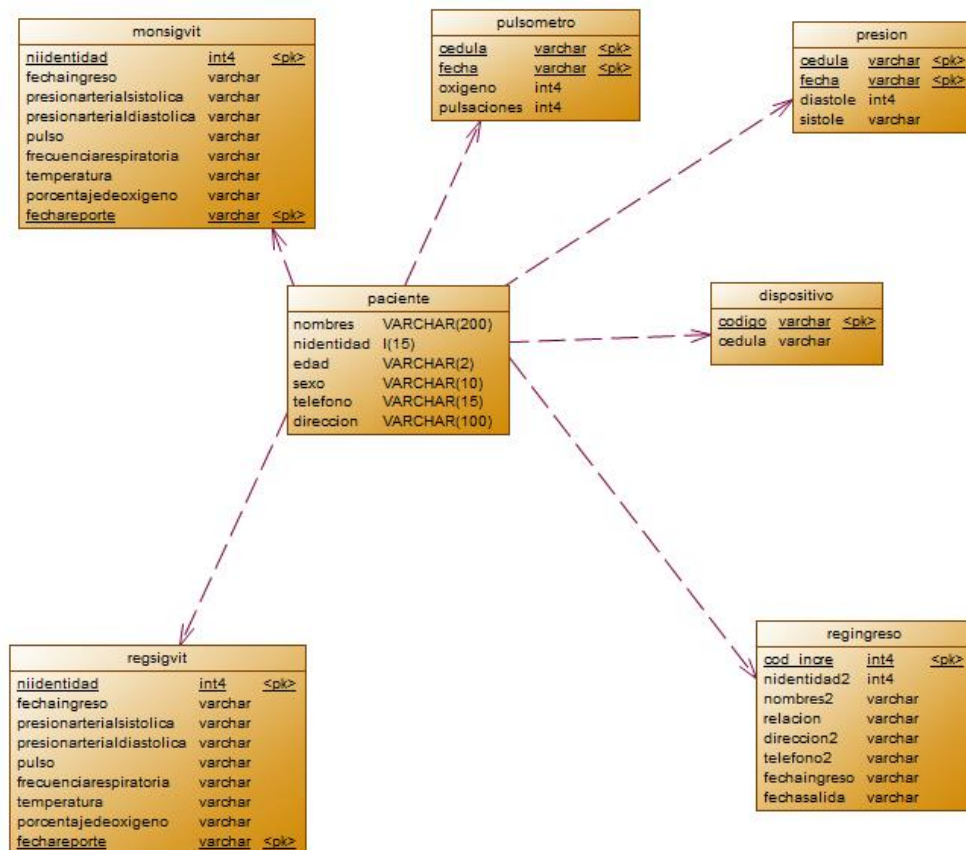 monsigvit
niidentidad int4 <pk>
fechaingreso varchar
presionarterialsistolica varchar
presionarterialdiastolica varchar
pulso varchar
frecuenciarespiratoria varchar
temperatura varchar
porcentajedeoxigeno varchar
fechareporte varchar <pk>
pulsometro
cedula varchar <pk>
fecha varchar <pk>
oxigeno int4
pulsaciones int4
presion
cedula varchar <pk>
fecha varchar <pk>
diastole int4
sistole varchar
paciente
nombres VARCHAR(200)
nidentidad I(15)
edad VARCHAR(2)
sexo VARCHAR(10)
telefono VARCHAR(15)
direccion VARCHAR(100)
dispositivo
codigo varchar <pk>
cedula varchar
regsigvit
niidentidad int4 <pk>
fechaingreso varchar
presionarterialsistolica varchar
presionarterialdiastolica varchar
pulso varchar
frecuenciarespiratoria varchar
temperatura varchar
porcentajedeoxigeno varchar
fechareporte varchar <pk>
regingreso
cod_incre int4 <pk>
nidentidad2 int4
nombres2 varchar
relacion varchar
direccion2 varchar
telefono2 varchar
fechaingreso varchar
fechasalida varchar